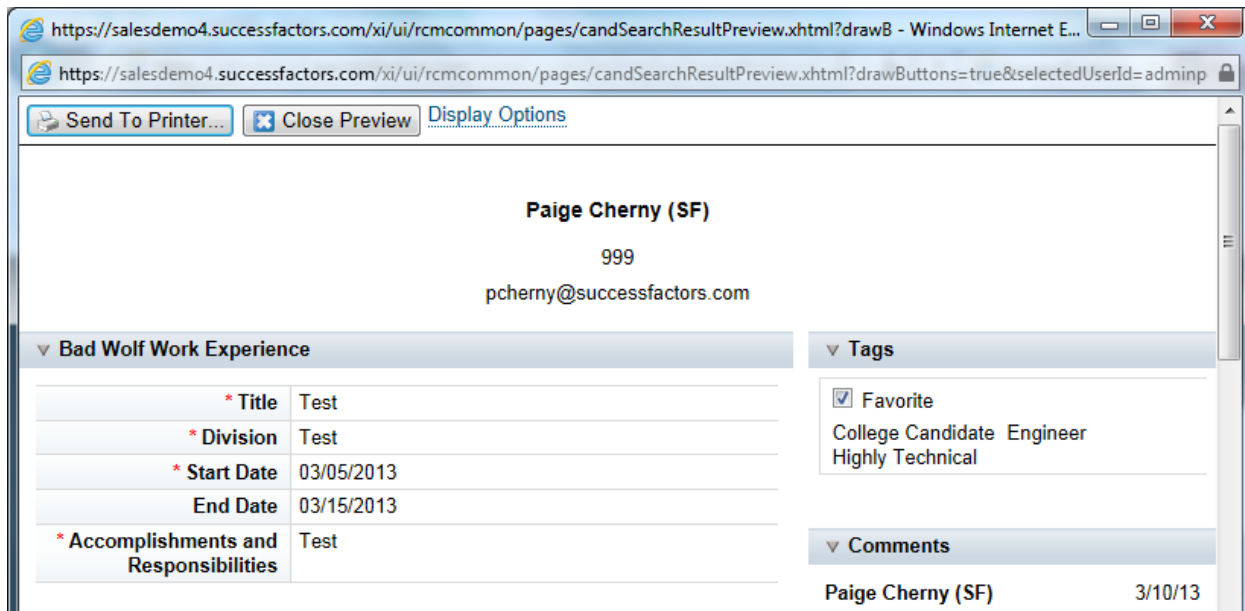 https://salesdemo4.successfactors.com/xi/ui/rcmcommon/pages/candSearchResultPreview.xhtml?drawB - Windows Internet E...
https://salesdemo4.successfactors.com/xi/ui/rcmcommon/pages/candSearchResultPreview.xhtml?drawButtons=true&selectedUserId=adminp
Send To Printer... Close Preview Display Options
Paige Cherny (SF)
999
pcherny@successfactors.com
Bad Wolf Work Experience
* Title Test
* Division Test
* Start Date 03/05/2013
End Date 03/15/2013
* Accomplishments and Test
Responsibilities
Tags
Favorite
College Candidate Engineer
Highly Technical
Comments
Paige Cherny (SF) 3/10/13